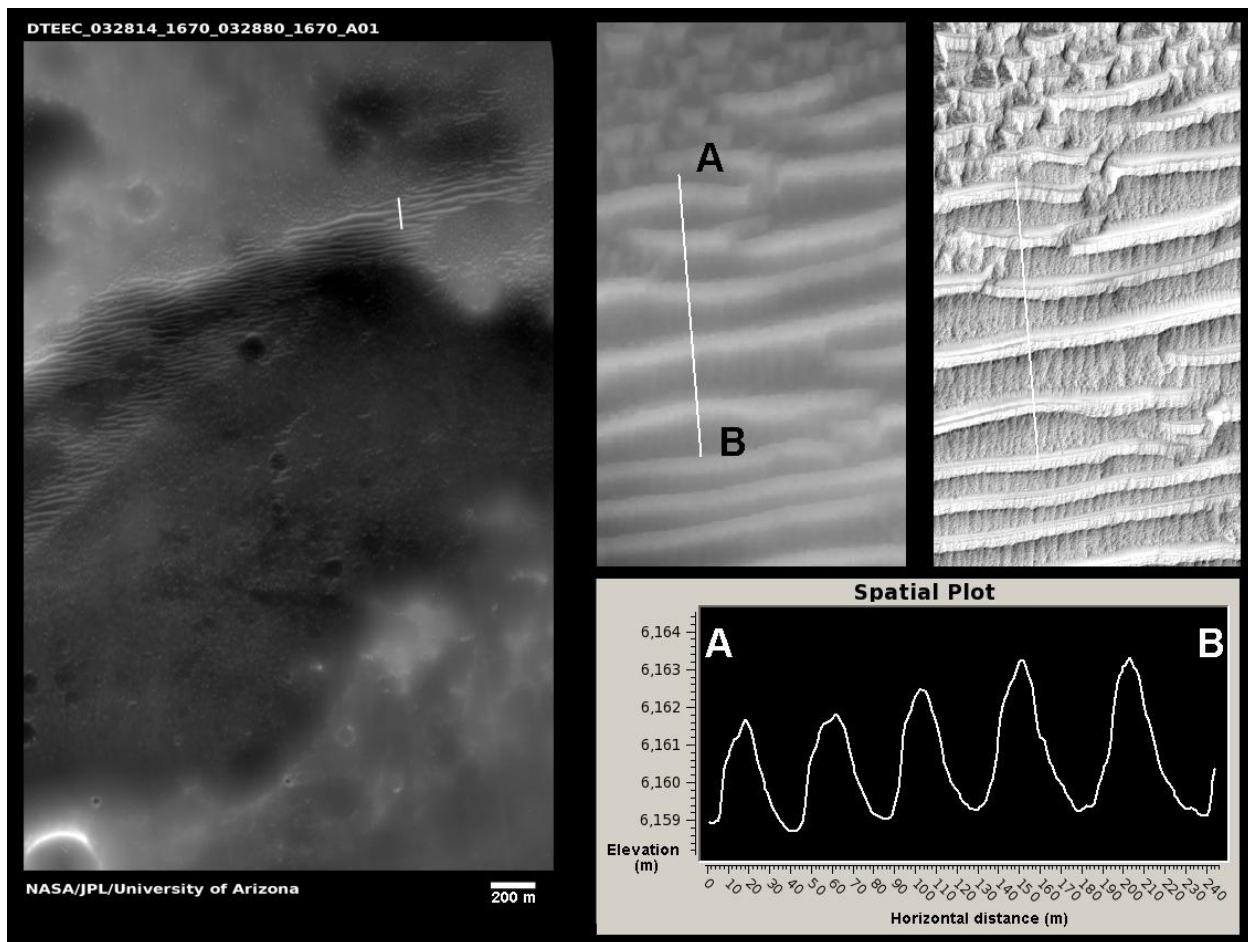 DTEEC_032814_1670_032880_1670_A01
A
B
Spatial Plot
A
B
6,164
6,163
6,162
6,161
6,160
6,159
Elevation
(m)
0 10 20 30 40 50 60 70 80 90 100 110 120 130 140 150 160 170 180 190 200 210 220 230 240
Horizontal distance (m)
NASA/JPL/University of Arizona
200 m